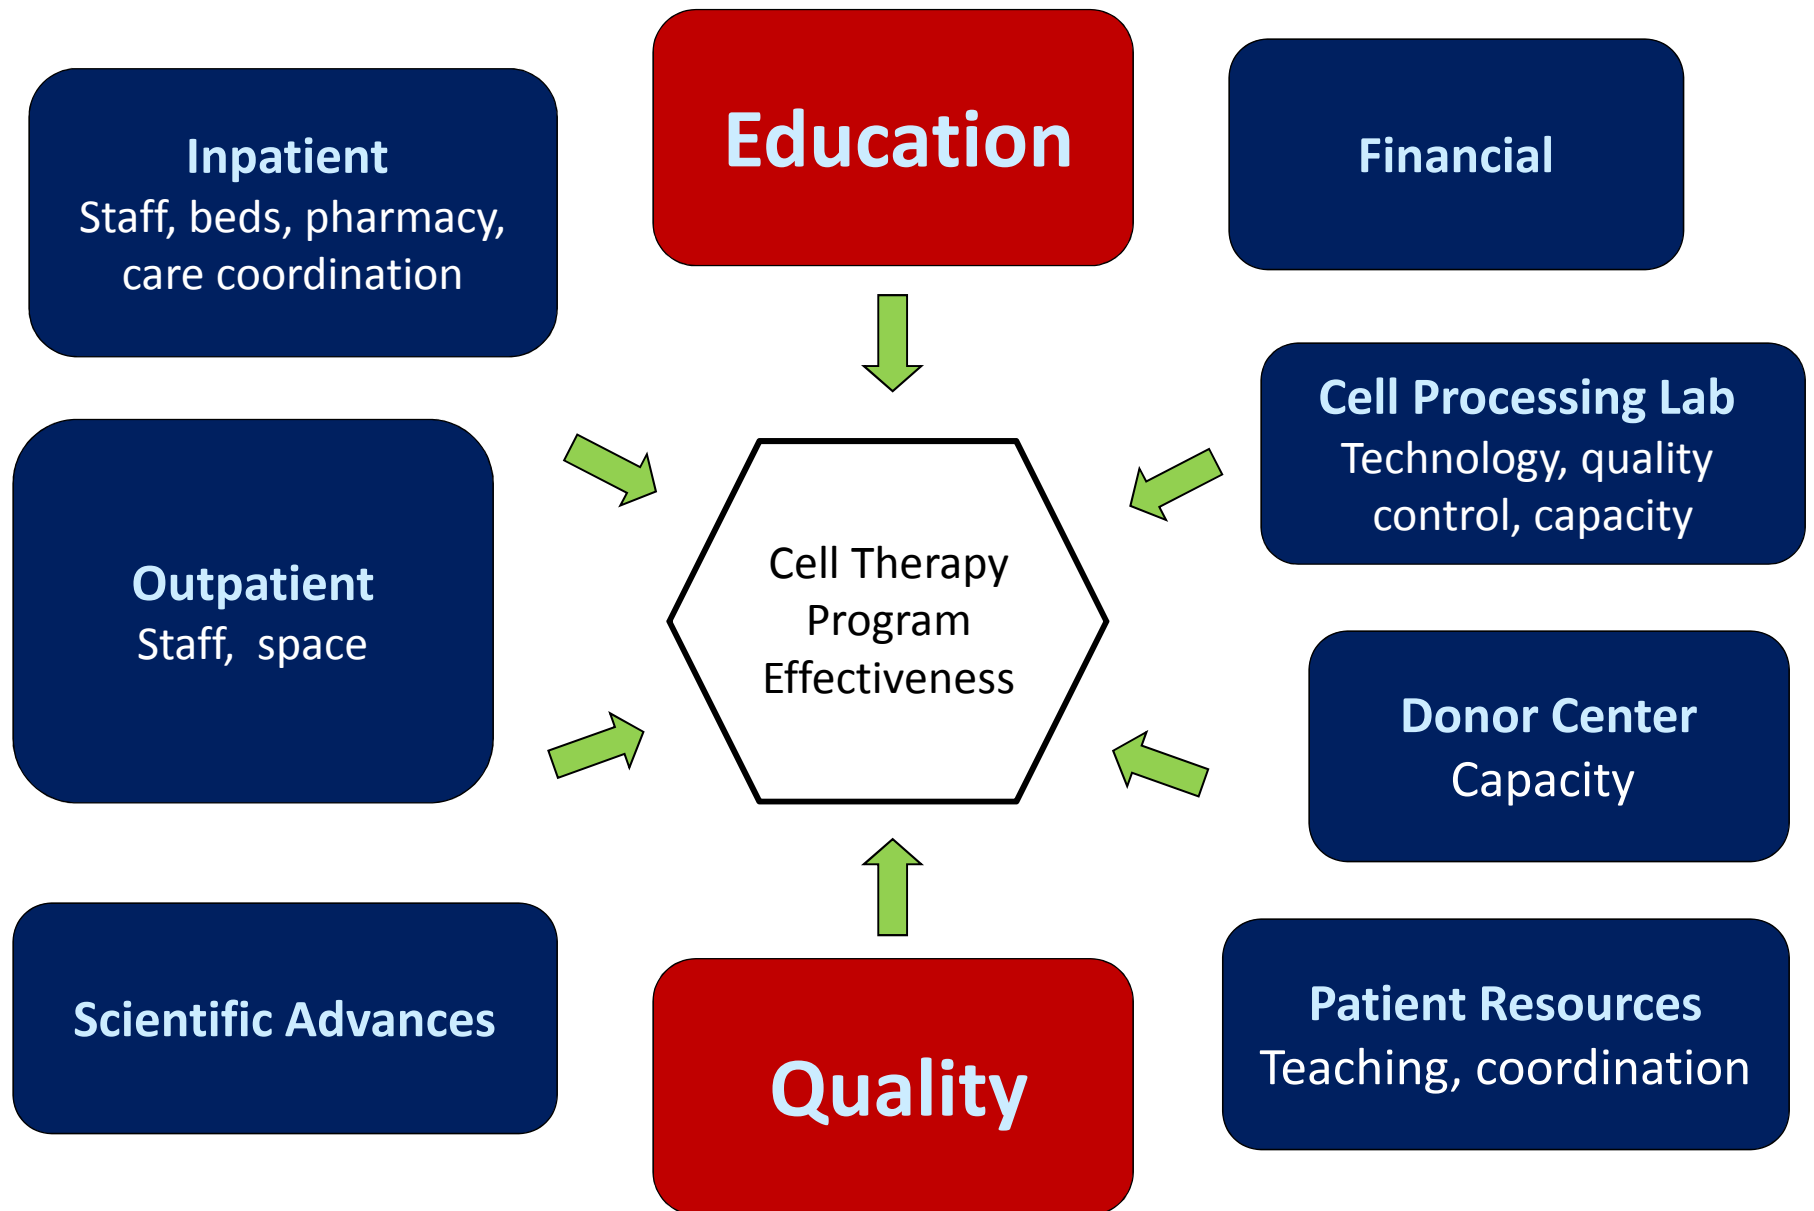 Education
Inpatient
Staff, beds, pharmacy,
care coordination
Financial
Cell Processing Lab
Technology, quality
control, capacity
Outpatient
Staff,  space
Cell Therapy
Program
Effectiveness
Donor Center
Capacity
Scientific Advances
Quality
Patient Resources
Teaching, coordination